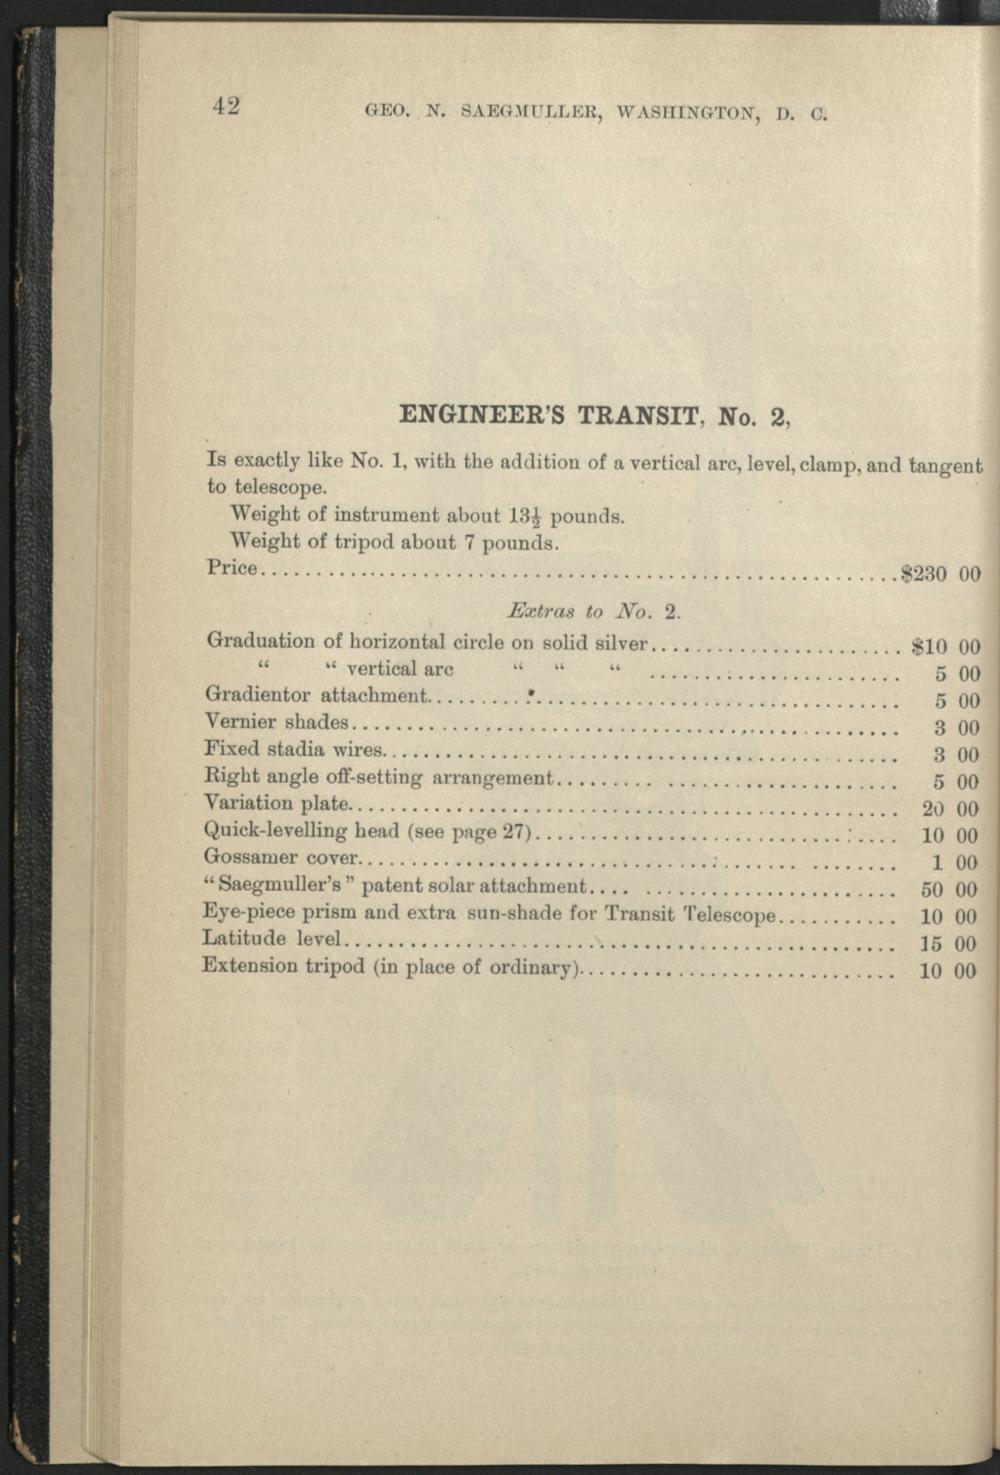 42
GEO. N. SAEGMULLER, WASHINGTON, D. C.
ENGINEER'S TRANSIT, No. 2,
Is exactly like No. 1, with the addition of a vertical arc, level, clamp, and tangent
to telescope.
Weight of instrument about 13½ pounds.
Weight of tripod about 7 pounds.
Price..........................................................$230 00
Extras to No. 2.
Graduation of horizontal circle on solid silver........................ $10 00
“ “ vertical arc “ “ “ ........................ 5 00
Gradientor attachment........................................... 5 00
Vernier shades.................................................. 3 00
Fixed stadia wires............................................... 3 00
Right angle off-setting arrangement............................... 5 00
Variation plate.................................................. 20 00
Quick-levelling head (see page 27)................................. 10 00
Gossamer cover................................................. 1 00
“Saegmuller's” patent solar attachment............................ 50 00
Eye-piece prism and extra sun-shade for Transit Telescope........... 10 00
Latitude level................................................... 15 00
Extension tripod (in place of ordinary)............................. 10 00